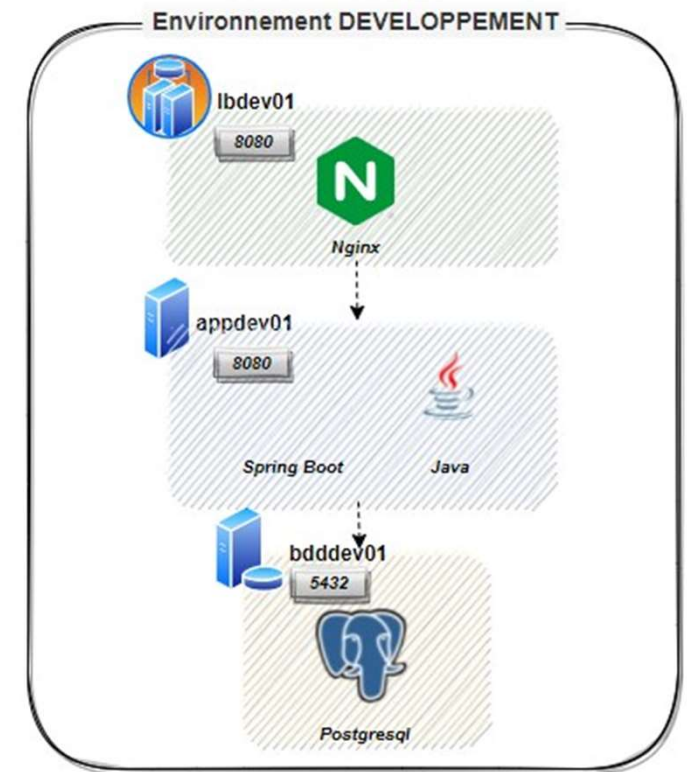 Environnement DEVELOPPEMENT
lbdev01
8080
N
Nginx
appdev01
8080
Spring Boot
Java
bdddev01
5432
Postgresql